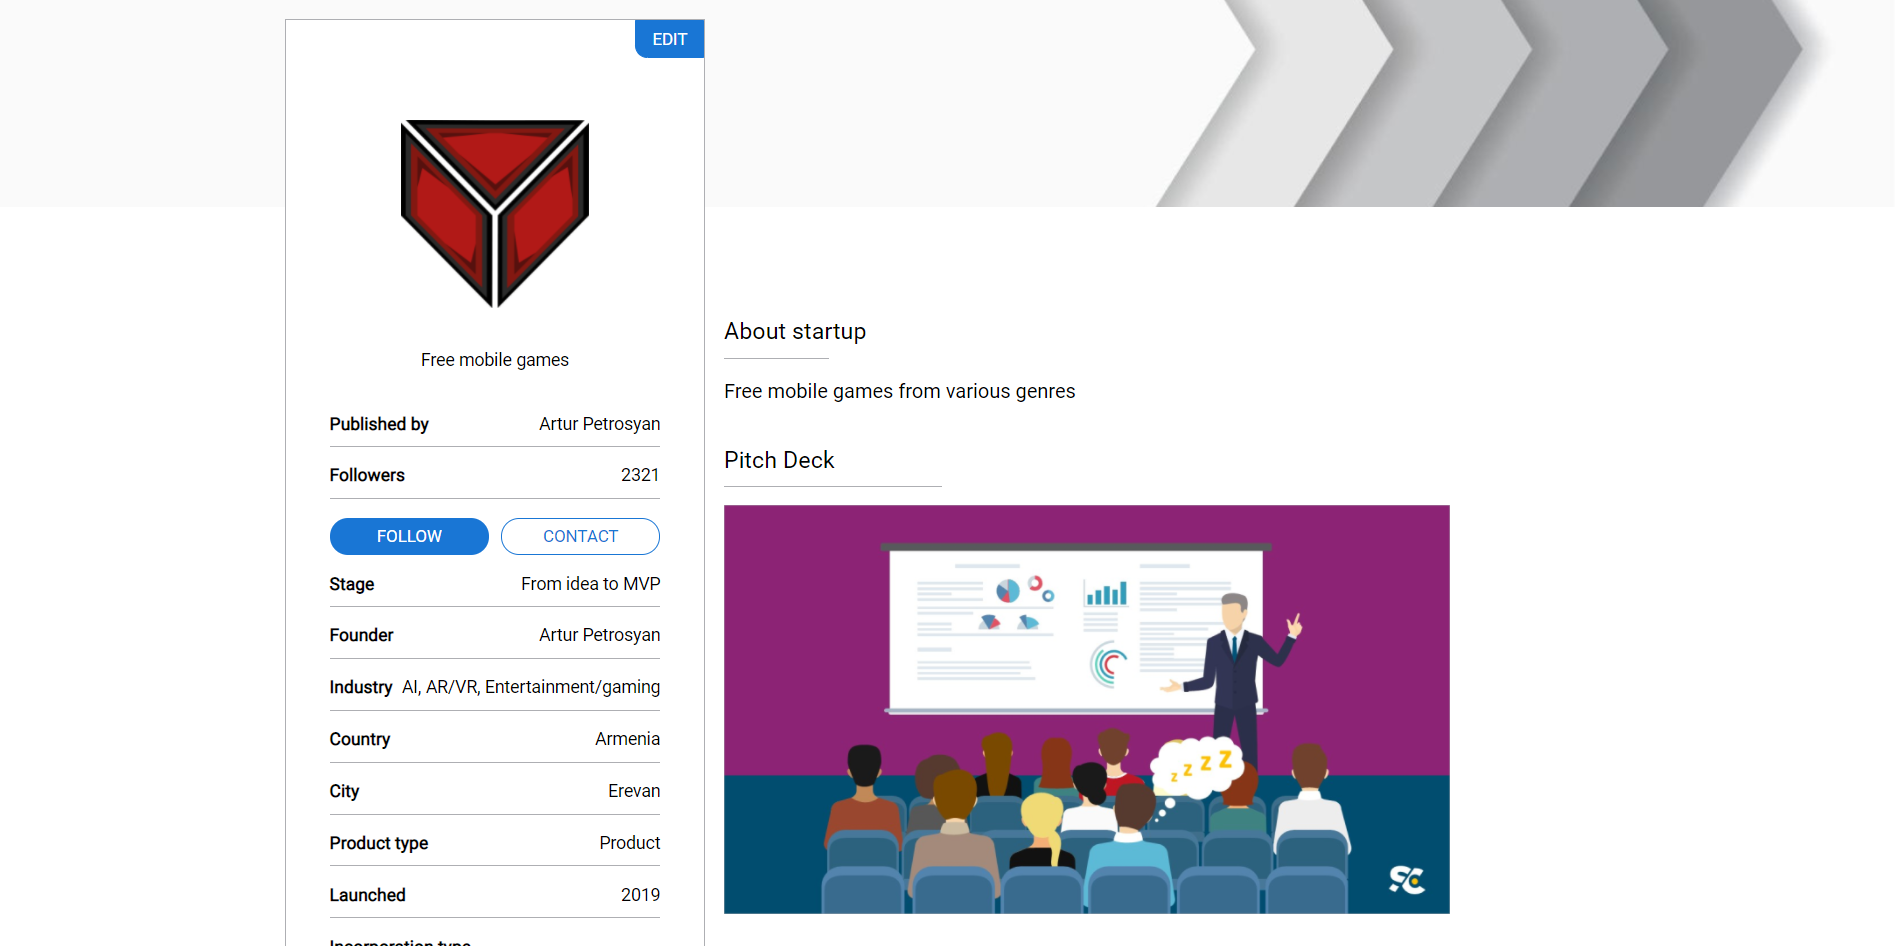 EDIT
Free mobile games
Published by Artur Petrosyan
Followers 2321
FOLLOW CONTACT
Stage From idea to MVP
Founder Artur Petrosyan
Industry AI, AR/VR, Entertainment/gaming
Country Armenia
City Erevan
Product type Product
Launched 2019
Incorporation type
About startup
Free mobile games from various genres
Pitch Deck
z z z z
SC